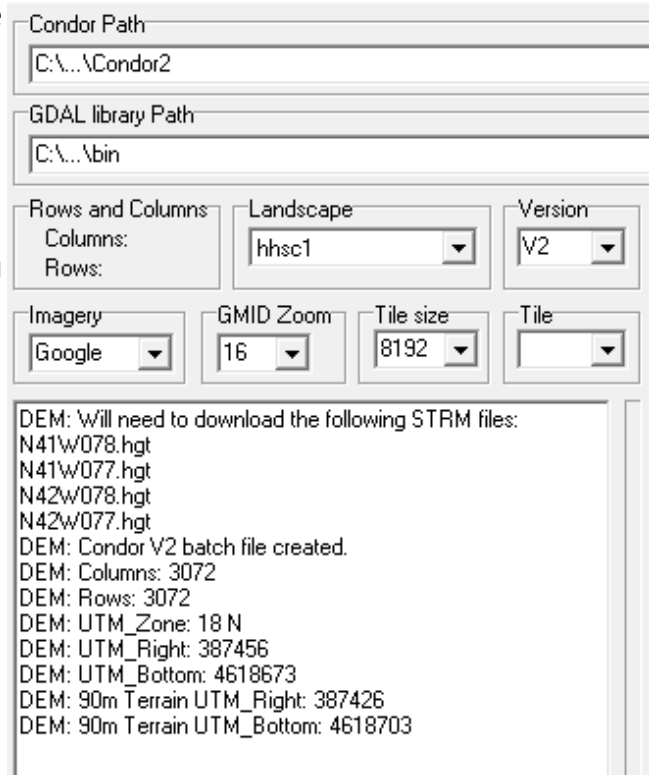 Condor Path
C:\...\Condor2
GDAL library Path
C:\...\bin
Rows and Columns
Columns:
Rows:
Landscape
hhsc1
Version
V2
Imagery
Google
GMID Zoom
16
Tile size
8192
Tile
DEM: Will need to download the following STRM files:
N41W078.hgt
N41W077.hgt
N42W078.hgt
N42W077.hgt
DEM: Condor V2 batch file created.
DEM: Columns: 3072
DEM: Rows: 3072
DEM: UTM_Zone: 18 N
DEM: UTM_Right: 387456
DEM: UTM_Bottom: 4618673
DEM: 90m Terrain UTM_Right: 387426
DEM: 90m Terrain UTM_Bottom: 4618703